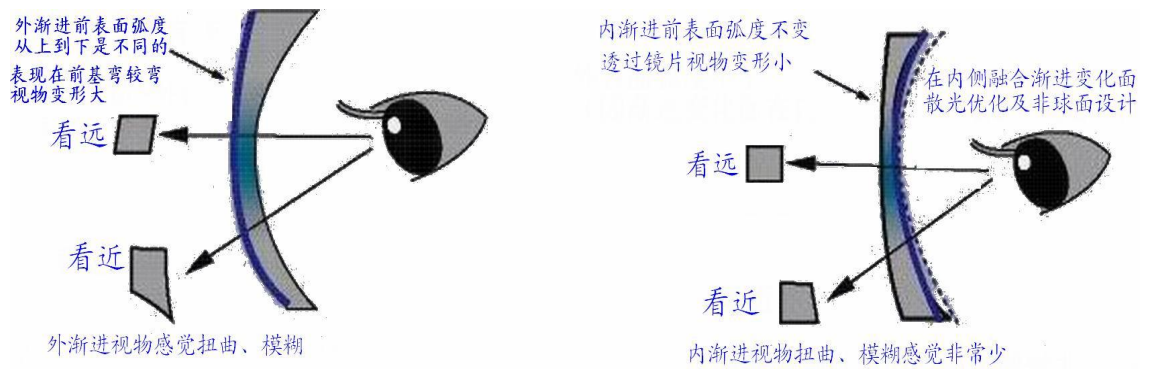 外渐进前表面弧度
从上到下是不同的
表现在前基弯较弯
视物变形大
看远
看近
外渐进视物感觉扭曲、模糊
内渐进前表面弧度不变
透过镜片视物变形小
在内侧融合渐进变化面
散光优化及非球面设计
看远
看近
内渐进视物扭曲、模糊感觉非常少